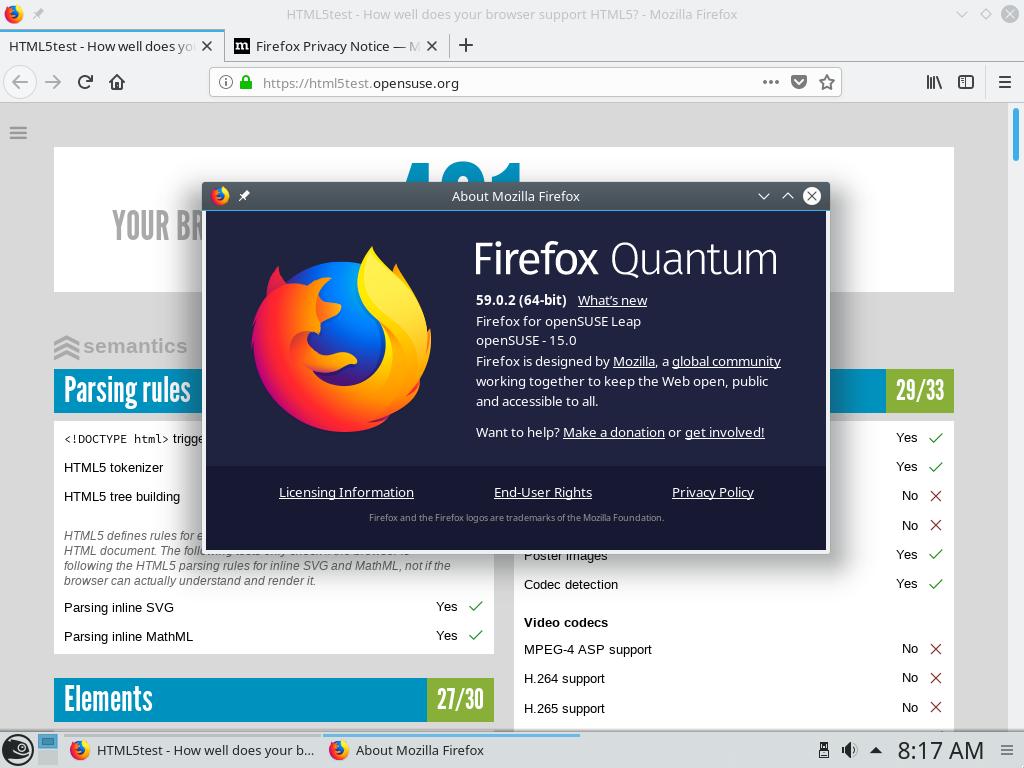 HTML5test - How well does your browser support HTML5? - Mozilla Firefox
HTML5test - How well does yo
Firefox Privacy Notice — M
https://html5test.opensuse.org
YOUR BR
semantics
Parsing rules
29/33
<!DOCTYPE html> trigge
HTML5 tokenizer
HTML5 tree building
HTML5 defines rules for e
HTML document. The following tests only check if the browser is
following the HTML5 parsing rules for inline SVG and MathML, not if the
browser can actually understand and render it.
Parsing inline SVG Yes
Parsing inline MathML Yes
Elements 27/30
About Mozilla Firefox
Firefox Quantum
59.0.2 (64-bit) What's new
Firefox for openSUSE Leap
openSUSE - 15.0
Firefox is designed by Mozilla, a global community
working together to keep the Web open, public
and accessible to all.
Want to help? Make a donation or get involved!
Licensing Information End-User Rights Privacy Policy
Firefox and the Firefox logos are trademarks of the Mozilla Foundation.
Yes
Yes
No
No
Poster images Yes
Codec detection Yes
Video codecs
MPEG-4 ASP support No
H.264 support No
H.265 support No
HTML5test - How well does your b...
About Mozilla Firefox
8:17 AM